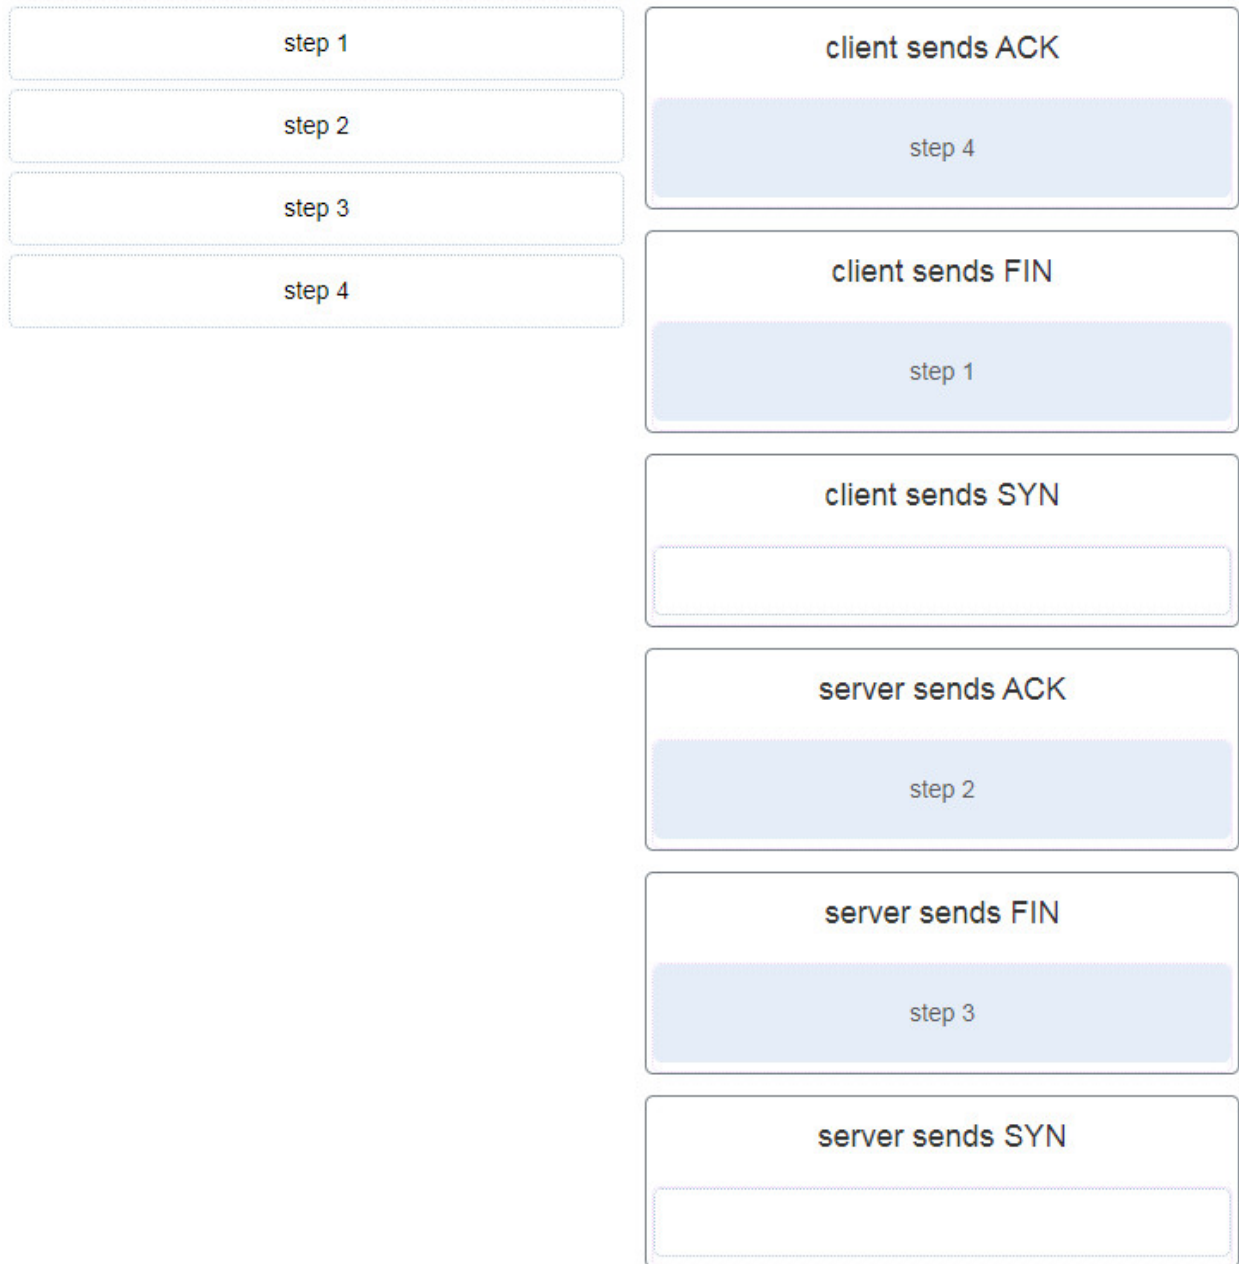 step 1
step 2
step 3
step 4
client sends ACK
step 4
client sends FIN
step 1
client sends SYN
server sends ACK
step 2
server sends FIN
step 3
server sends SYN